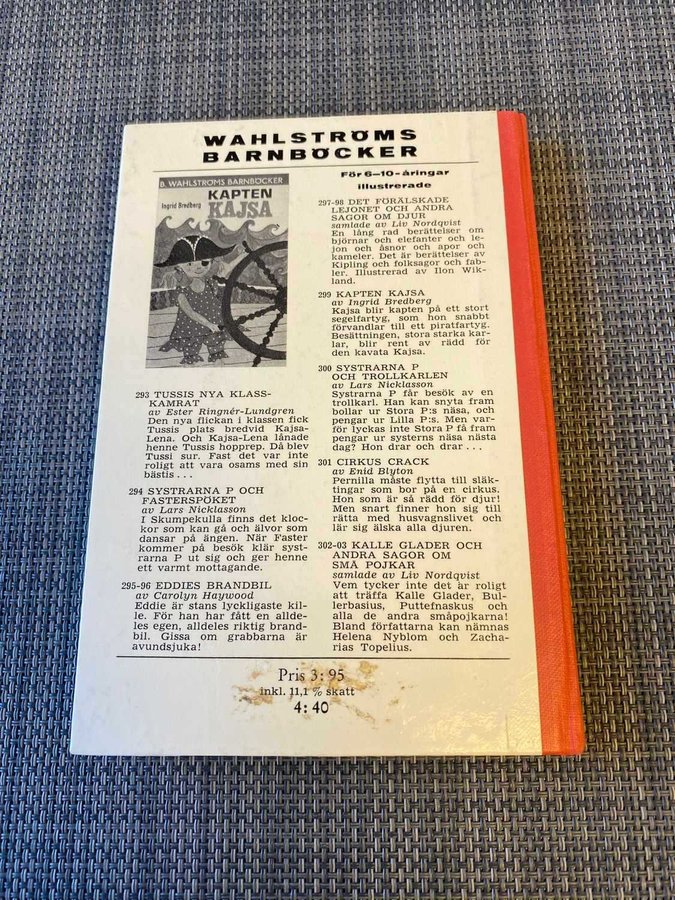 WAHLSTRÖMS
BARNBÖCKER
B. WAHLSTRÖMS BARNBÖCKER
Ingrid Bredberg
KAPTEN
KAJSA
293 TUSSIS NYA KLASS-
KAMRAT
av Ester Ringnér-Lundgren
Den nya flickan i klassen fick
Tussis plats bredvid Kajsa-
Lena. Och Kajsa-Lena lånade
henne Tussis hopprep. Då blev
Tussi sur. Fast det var inte
roligt att vara osams med sin
bästis ...
294 SYSTRARNA P OCH
FASTERSPÖKET
av Lars Nicklasson
I Skumpekulla finns det kloc-
kor som kan gå och älvor som
dansar på ängen. När Faster
kommer på besök klär syst-
rarna P ut sig och ger henne
ett varmt mottagande.
295-96 EDDIES BRANDBIL
av Carolyn Haywood
Eddie är stans lyckligaste kil-
le. För han har fått en allde-
les egen, alldeles riktig brand-
bil. Gissa om grabbarna är
avundsjuka!
För 6-10-åringar
illustrerade
297-98 DET FÖRÄLSKADE
LEJONET OCH ANDRA
SAGOR OM DJUR
samlade av Liv Nordqvist
En lång rad berättelser om
björnar och elefanter och le-
jon och åsnor och apor och
kameler. Det är berättelser av
Kipling och folksagor och fab-
ler. Illustrerad av Ilon Wik-
land.
299 KAPTEN KAJSA
av Ingrid Bredberg
Kajsa blir kapten på ett stort
segelfartyg, som hon snabbt
förvandlar till ett piratfartyg.
Besättningen, stora starka kar-
lar, blir rent av rädd för
den kavata Kajsa.
300 SYSTRARNA P
OCH TROLLKARLEN
av Lars Nicklasson
Systrarna P får besök av en
trollkarl. Han kan snyta fram
bollar ur Stora P:s näsa, och
pengar ur Lilla P:s. Men var-
för lyckas inte Stora P få fram
pengar ur systerns näsa nästa
dag? Hon drar och drar ...
301 CIRKUS CRACK
av Enid Blyton
Pernilla måste flytta till släk-
tingar som bor på en cirkus.
Hon som är så rädd för djur!
Men snart finner hon sig till
rätta med husvagnslivet och
lär sig älska alla djuren.
302-03 KALLE GLADER OCH
ANDRA SAGOR OM
SMÅ POJKAR
samlade av Liv Nordqvist
Vem tycker inte det är roligt
att träffa Kalle Glader, Bul-
lerbasius, Puttefnaskus och
alla de andra småpojkarna!
Bland författarna kan nämnas
Helena Nyblom och Zacha-
rias Topelius.
Pris 3: 95
inkl. 11,1 % skatt
4: 40